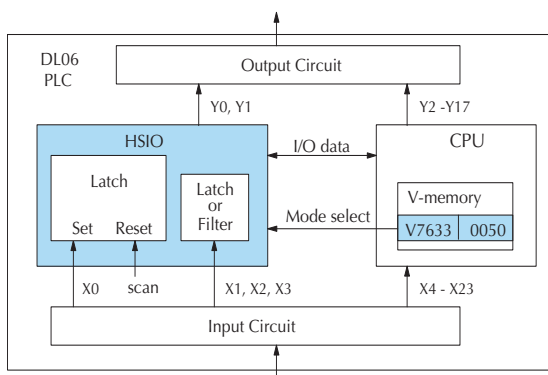 DL06
PLC
Output Circuit
Y0, Y1
Y2 -Y17
HSIO
I/O data
CPU
Latch
Latch
or
Filter
V-memory
Set
Reset
Mode select
V7633
0050
X0
scan
X1, X2, X3
X4 - X23
Input Circuit